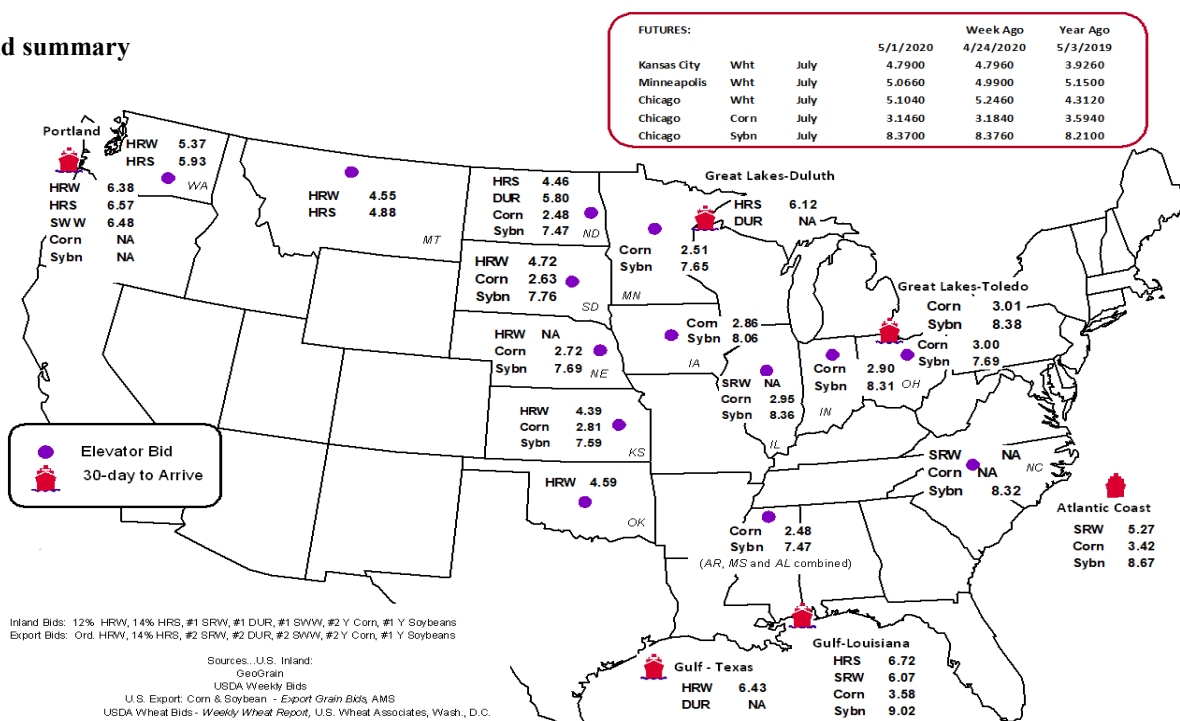 d summary
FUTURES: Week Ago Year Ago
5/1/2020 4/24/2020 5/3/2019
Kansas City Wht July 4.7900 4.7960 3.9260
Minneapolis Wht July 5.0660 4.9900 5.1500
Chicago Wht July 5.1040 5.2460 4.3120
Chicago Corn July 3.1460 3.1840 3.5940
Chicago Sybn July 8.3700 8.3760 8.2100
Portland
HRW 6.38
HRS 6.57
SWW 6.48
Corn NA
Sybn NA
HRW 5.37
HRS 5.93
WA
HRW 4.55
HRS 4.88
MT
HRS 4.46
DUR 5.80
Corn 2.48
Sybn 7.47
ND
HRW 4.72
Corn 2.63
Sybn 7.76
SD
HRW NA
Corn 2.72
Sybn 7.69
NE
HRW 4.39
Corn 2.81
Sybn 7.59
KS
HRW 4.59
OK
Great Lakes-Duluth
HRS 6.12
DUR NA
Corn 2.51
Sybn 7.65
MN
Corn 2.86
Sybn 8.06
IA
SRW NA
Corn 2.95
Sybn 8.36
IL
Great Lakes-Toledo
Corn 3.01
Sybn 8.38
Corn 3.00
Sybn 7.69
OH
Corn 2.90
Sybn 8.31
IN
SRW NA
Corn NA
Sybn 8.32
NC
Atlantic Coast
SRW 5.27
Corn 3.42
Sybn 8.67
Corn 2.48
Sybn 7.47
(AR, MS and AL combined)
Gulf-Louisiana
HRS 6.72
SRW 6.07
Corn 3.58
Sybn 9.02
Gulf - Texas
HRW 6.43
DUR NA
Elevator Bid
30-day to Arrive
Inland Bids: 12% HRW, 14% HRS, #1 SRW, #1 DUR, #1 SWW, #2 Y Corn, #1 Y Soybeans
Export Bids: Ord. HRW, 14% HRS, #2 SRW, #2 DUR, #2 SWW, #2 Y Corn, #1 Y Soybeans
Sources...U.S. Inland:
GeoGrain
USDA Weekly Bids
U.S. Export: Corn & Soybean - Export Grain Bids, AMS
USDA Wheat Bids - Weekly Wheat Report, U.S. Wheat Associates, Wash., D.C.